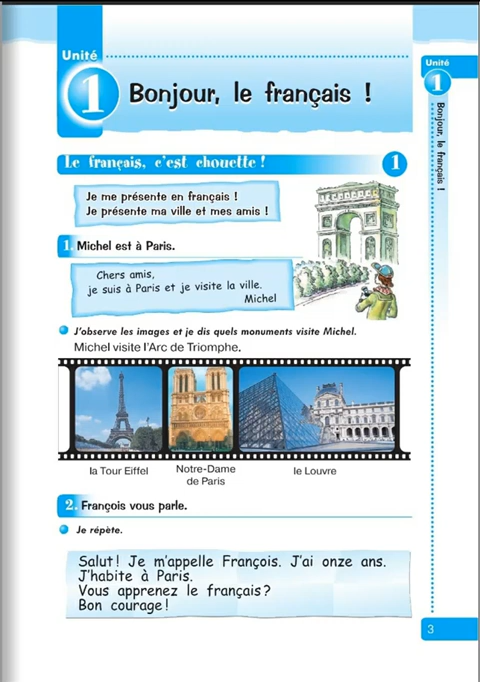 Unité
1
Bonjour, le français !
Unité
1
Bonjour, le français !
Le français, c'est chouette !
1
Je me présente en français !
Je présente ma ville et mes amis !
1. Michel est à Paris.
Chers amis,
je suis à Paris et je visite la ville.
Michel
J'observe les images et je dis quels monuments visite Michel.
Michel visite l'Arc de Triomphe.
la Tour Eiffel
Notre-Dame
de Paris
le Louvre
2. François vous parle.
Je répète.
Salut! Je m'appelle François. J'ai onze ans.
J'habite à Paris.
Vous apprenez le français?
Bon courage!
3